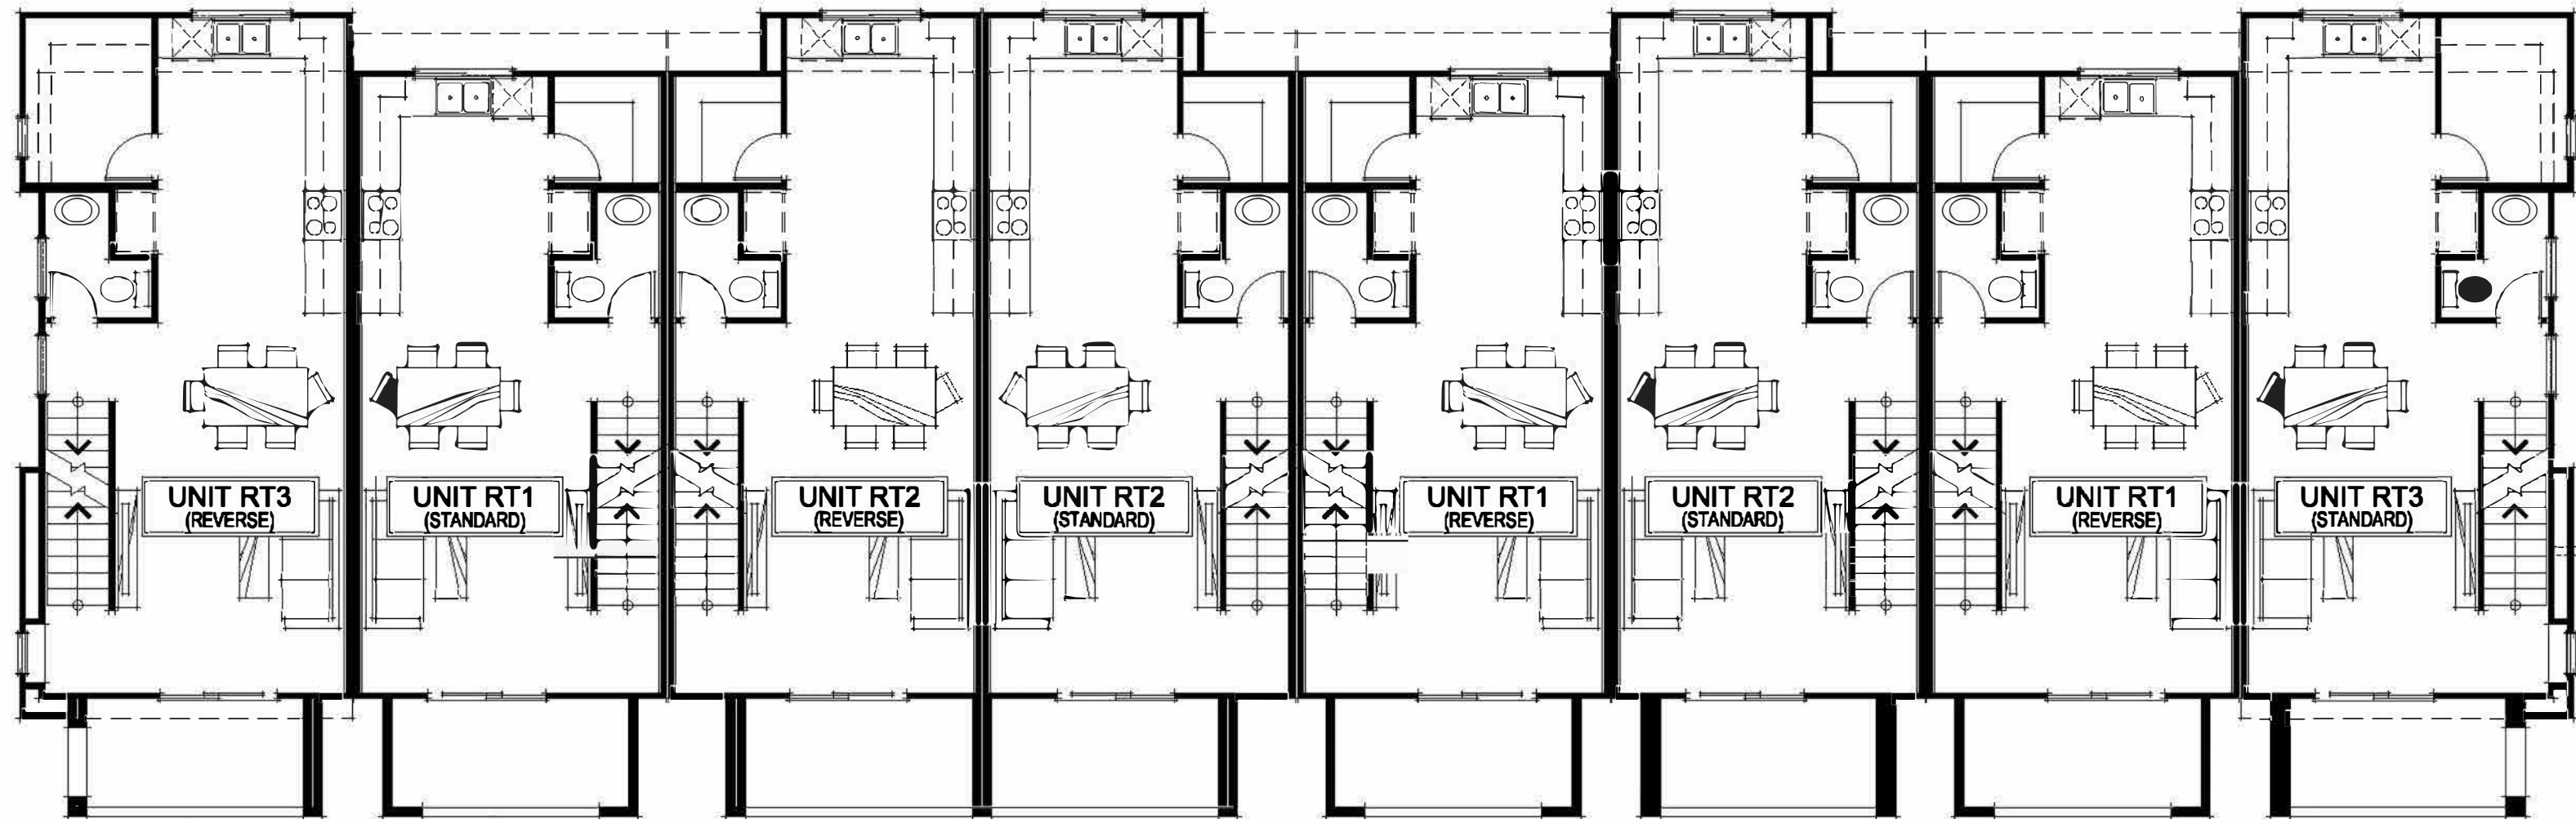 UNIT RT3
(REVERSE)
UNIT RT1
(STANDARD)
UNIT RT2
(REVERSE)
UNIT RT2
(STANDARD)
UNIT RT1
(REVERSE)
UNIT RT2
(STANDARD)
UNIT RT1
(REVERSE)
UNIT RT3
(STANDARD)